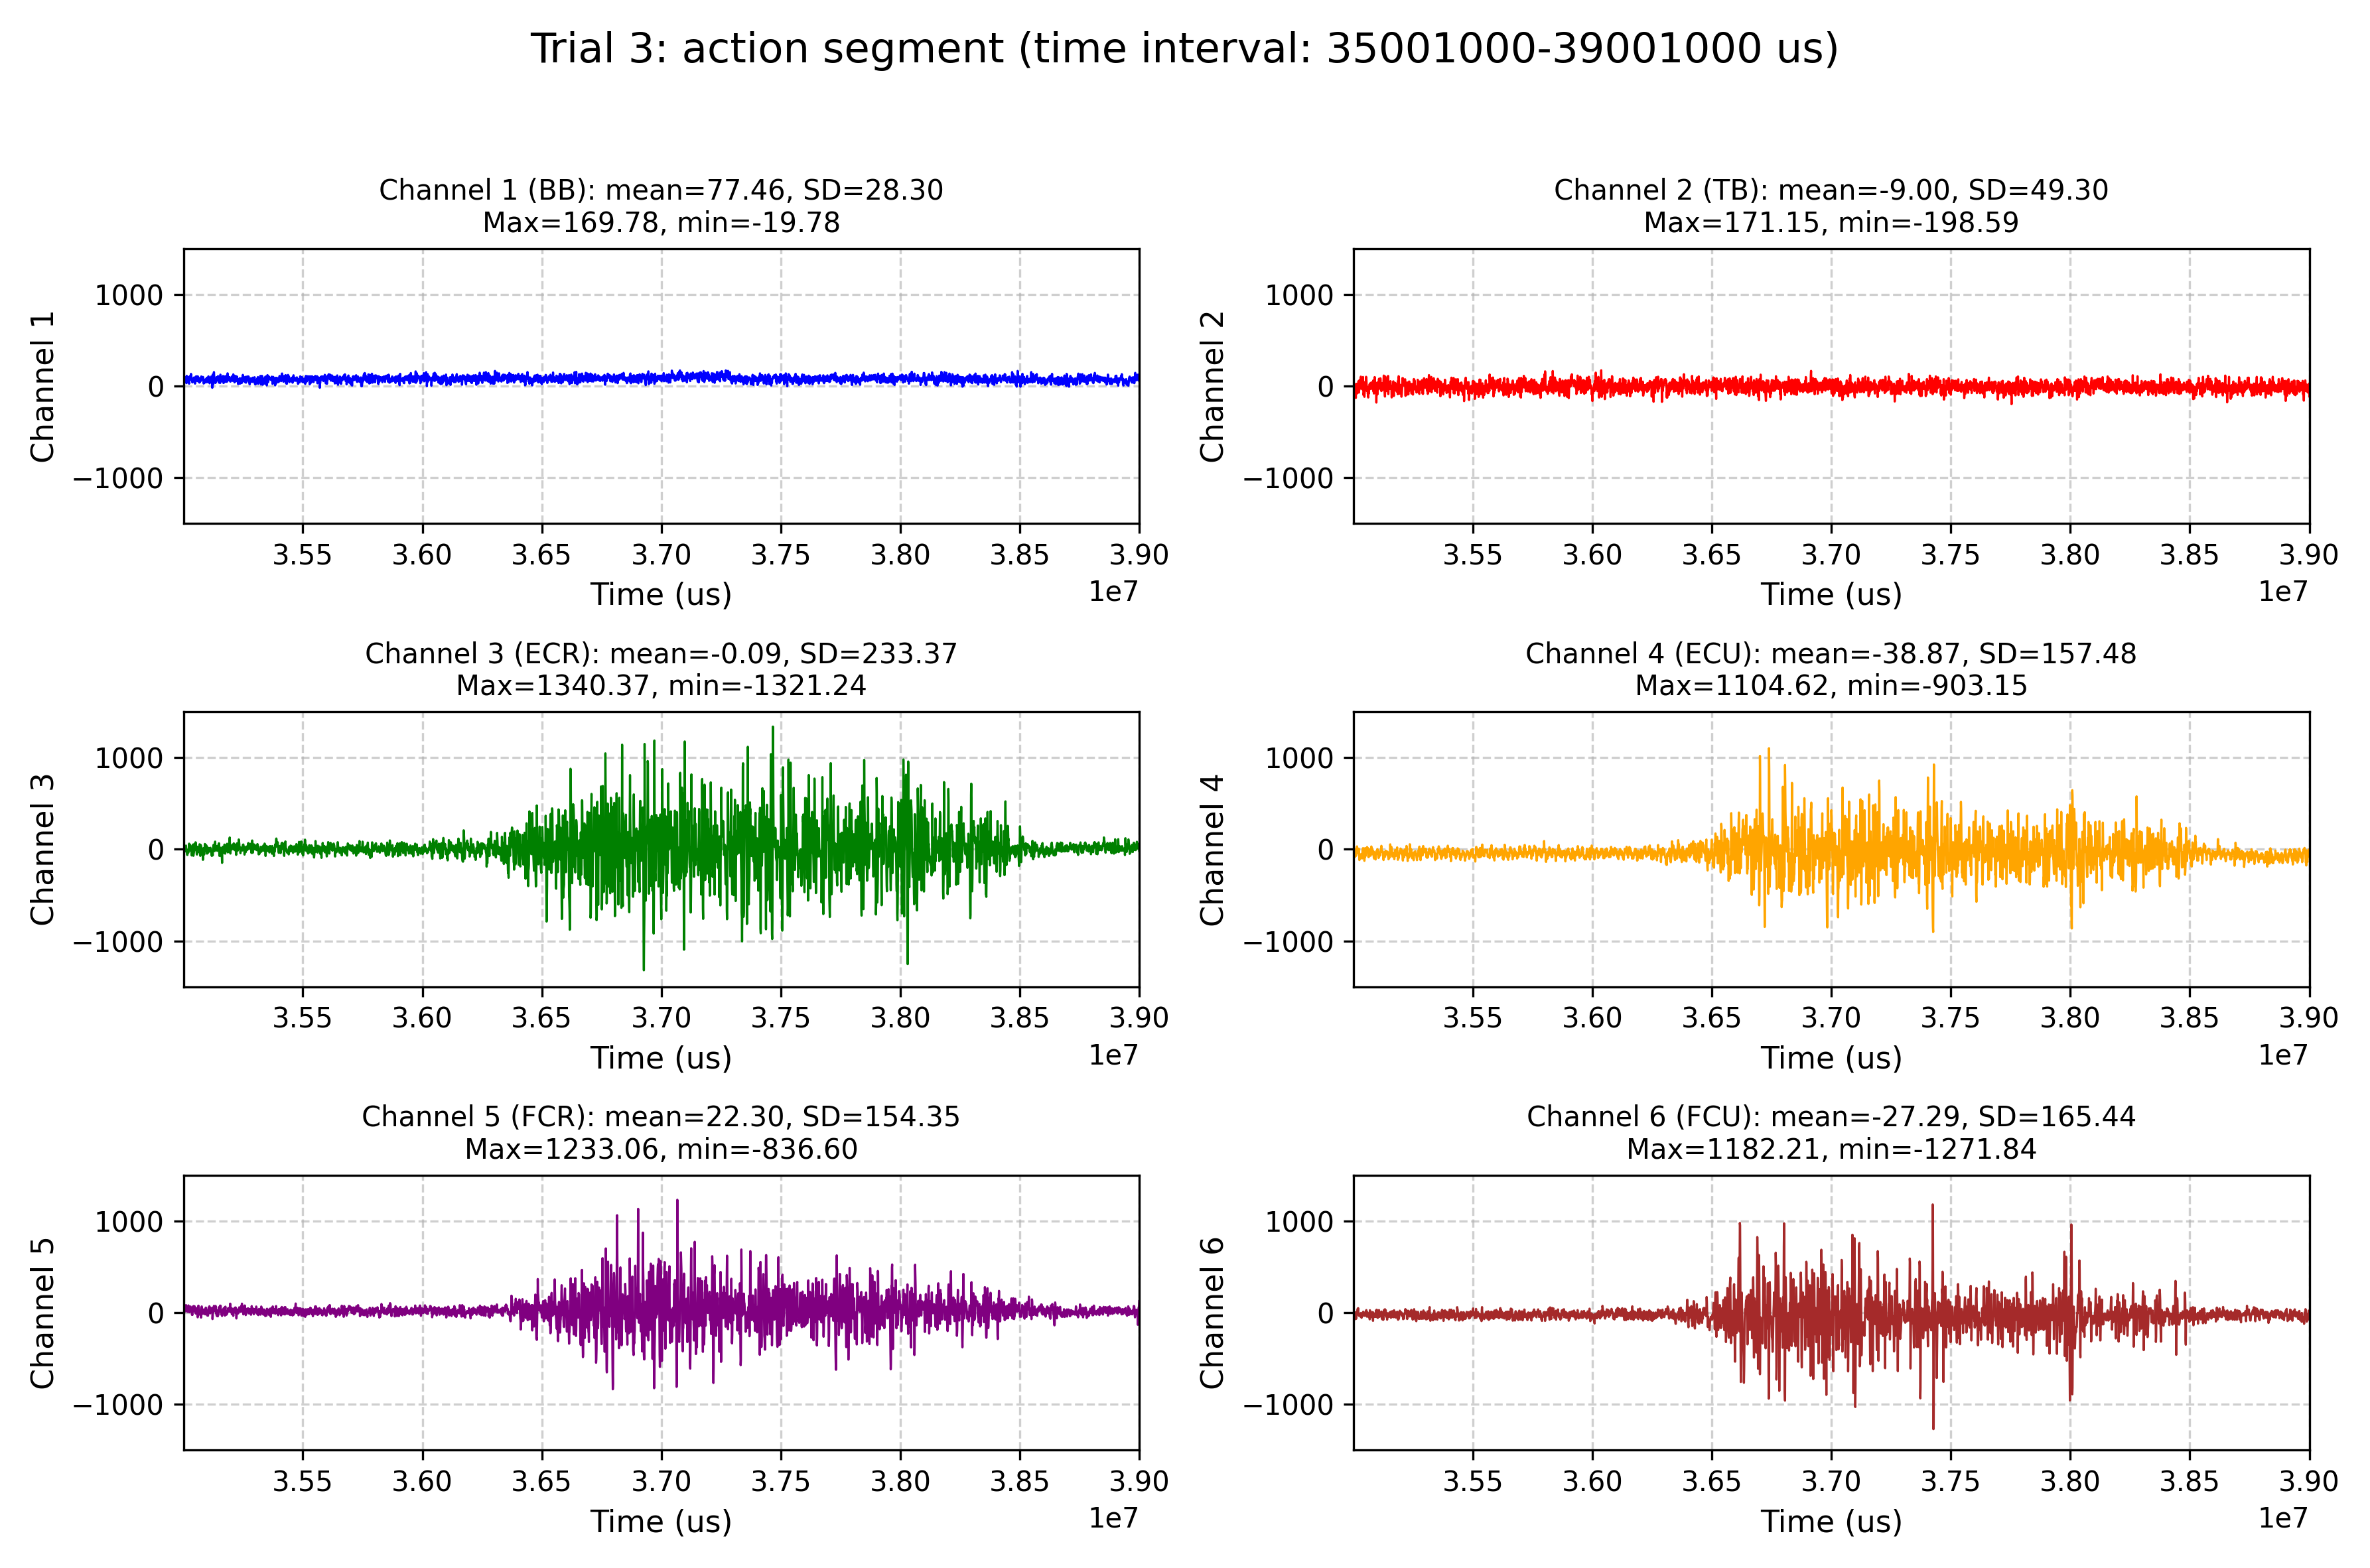 Trial 3: action segment (time interval: 35001000-39001000 us)
Channel 1 (BB): mean=77.46, SD=28.30
Max=169.78, min=-19.78
Channel 1
1000
0
−1000
3.55 3.60 3.65 3.70 3.75 3.80 3.85 3.90
Time (us)
1e7
Channel 2 (TB): mean=-9.00, SD=49.30
Max=171.15, min=-198.59
Channel 2
1000
0
−1000
3.55 3.60 3.65 3.70 3.75 3.80 3.85 3.90
Time (us)
1e7
Channel 3 (ECR): mean=-0.09, SD=233.37
Max=1340.37, min=-1321.24
Channel 3
1000
0
−1000
3.55 3.60 3.65 3.70 3.75 3.80 3.85 3.90
Time (us)
1e7
Channel 4 (ECU): mean=-38.87, SD=157.48
Max=1104.62, min=-903.15
Channel 4
1000
0
−1000
3.55 3.60 3.65 3.70 3.75 3.80 3.85 3.90
Time (us)
1e7
Channel 5 (FCR): mean=22.30, SD=154.35
Max=1233.06, min=-836.60
Channel 5
1000
0
−1000
3.55 3.60 3.65 3.70 3.75 3.80 3.85 3.90
Time (us)
1e7
Channel 6 (FCU): mean=-27.29, SD=165.44
Max=1182.21, min=-1271.84
Channel 6
1000
0
−1000
3.55 3.60 3.65 3.70 3.75 3.80 3.85 3.90
Time (us)
1e7